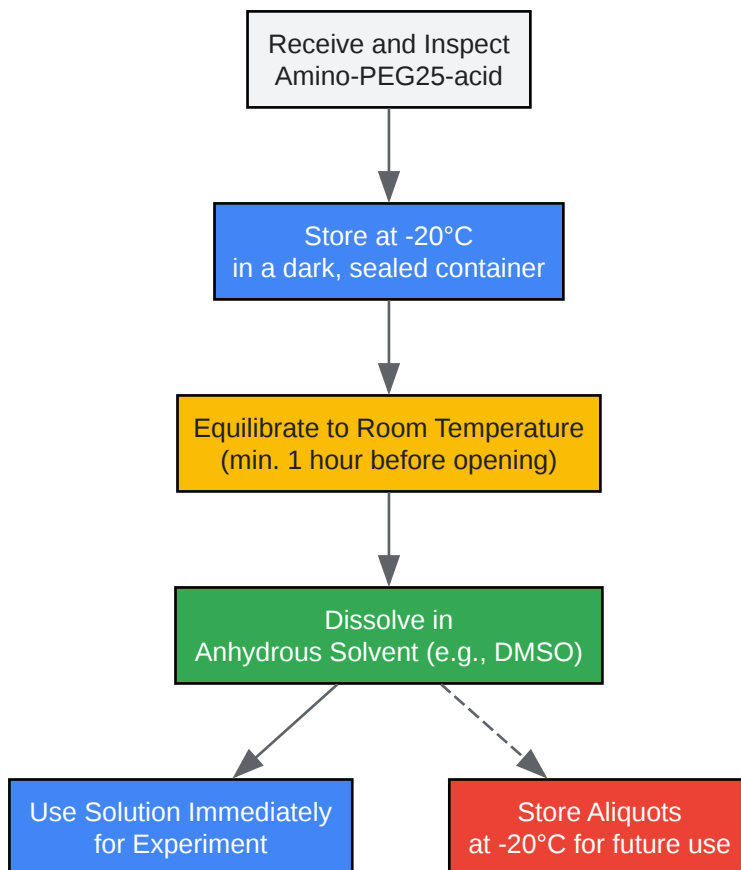 Receive and Inspect
Amino-PEG25-acid
Store at -20°C
in a dark, sealed container
Equilibrate to Room Temperature
(min. 1 hour before opening)
Dissolve in
Anhydrous Solvent (e.g., DMSO)
Use Solution Immediately
for Experiment
Store Aliquots
at -20°C for future use